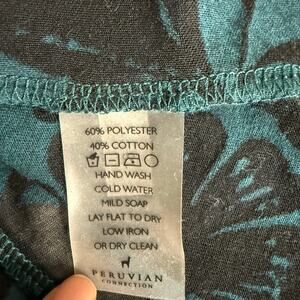 60% POLYESTER
40% COTTON
HAND WASH
COLD WATER
MILD SOAP
LAY FLAT TO DRY
LOW IRON
OR DRY CLEAN
PERUVIAN
CONNECTION